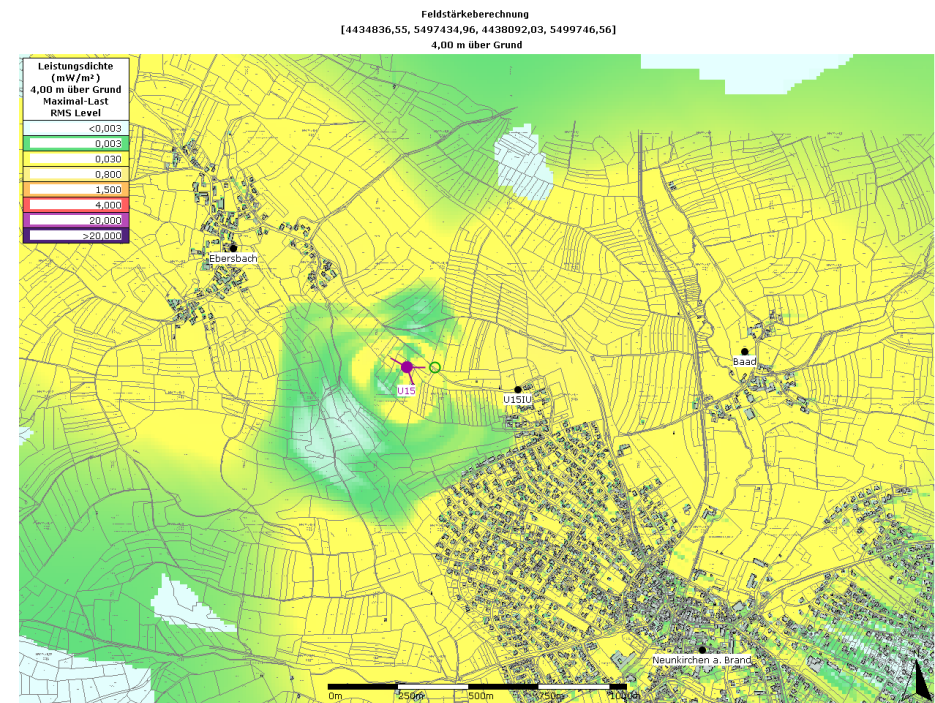 Feldstärkeberechnung
[4434836,55, 5497434,96, 4438092,03, 5499746,56]
4,00 m über Grund
Leistungsdichte
(mW/m²)
4,00 m über Grund
Maximal-Last
RMS Level
<0,003
0,003
0,030
0,800
1,500
4,000
20,000
>20,000
Ebersbach
Baad
U15
U15IU
Neunkirchen a. Brand
0m
250m
500m
750m
1000m